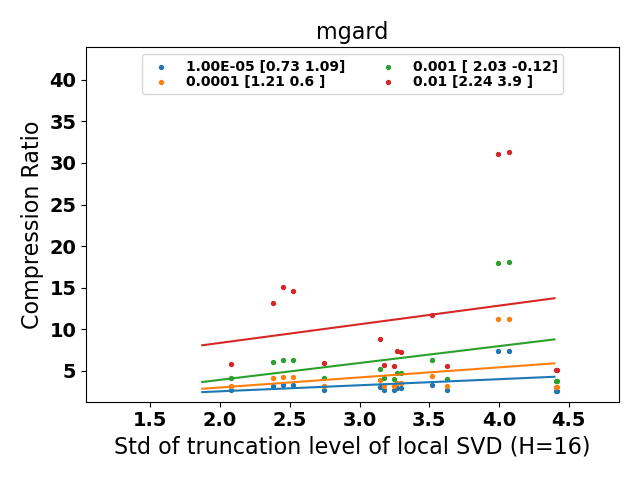 mgard
1.00E-05 [0.73 1.09]
0.0001 [1.21 0.6 ]
0.001 [ 2.03 -0.12]
0.01 [2.24 3.9 ]
Compression Ratio
40
35
30
25
20
15
10
5
1.5 2.0 2.5 3.0 3.5 4.0 4.5
Std of truncation level of local SVD (H=16)